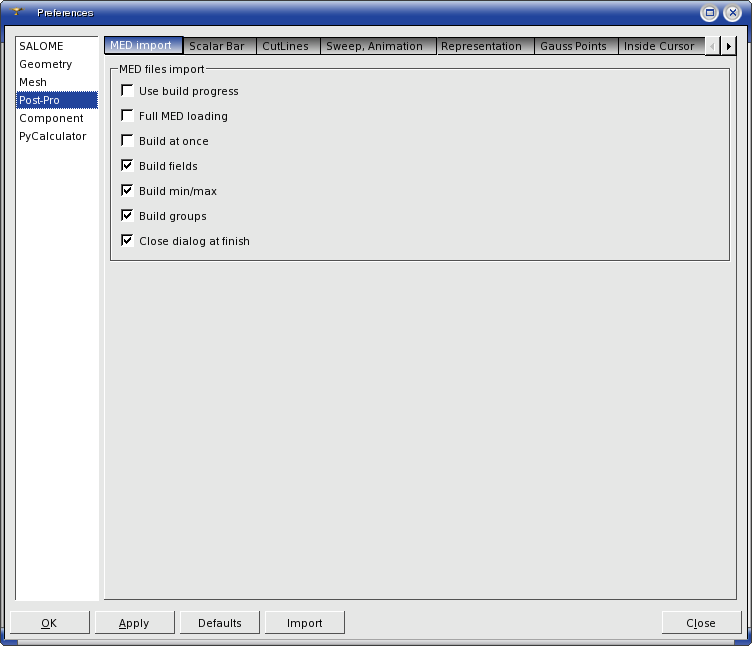 Preferences
SALOME
Geometry
Mesh
Post-Pro
Component
PyCalculator
MED import
Scalar Bar
CutLines
Sweep, Animation
Representation
Gauss Points
Inside Cursor
MED files import
Use build progress
Full MED loading
Build at once
Build fields
Build min/max
Build groups
Close dialog at finish
OK
Apply
Defaults
Import
Close